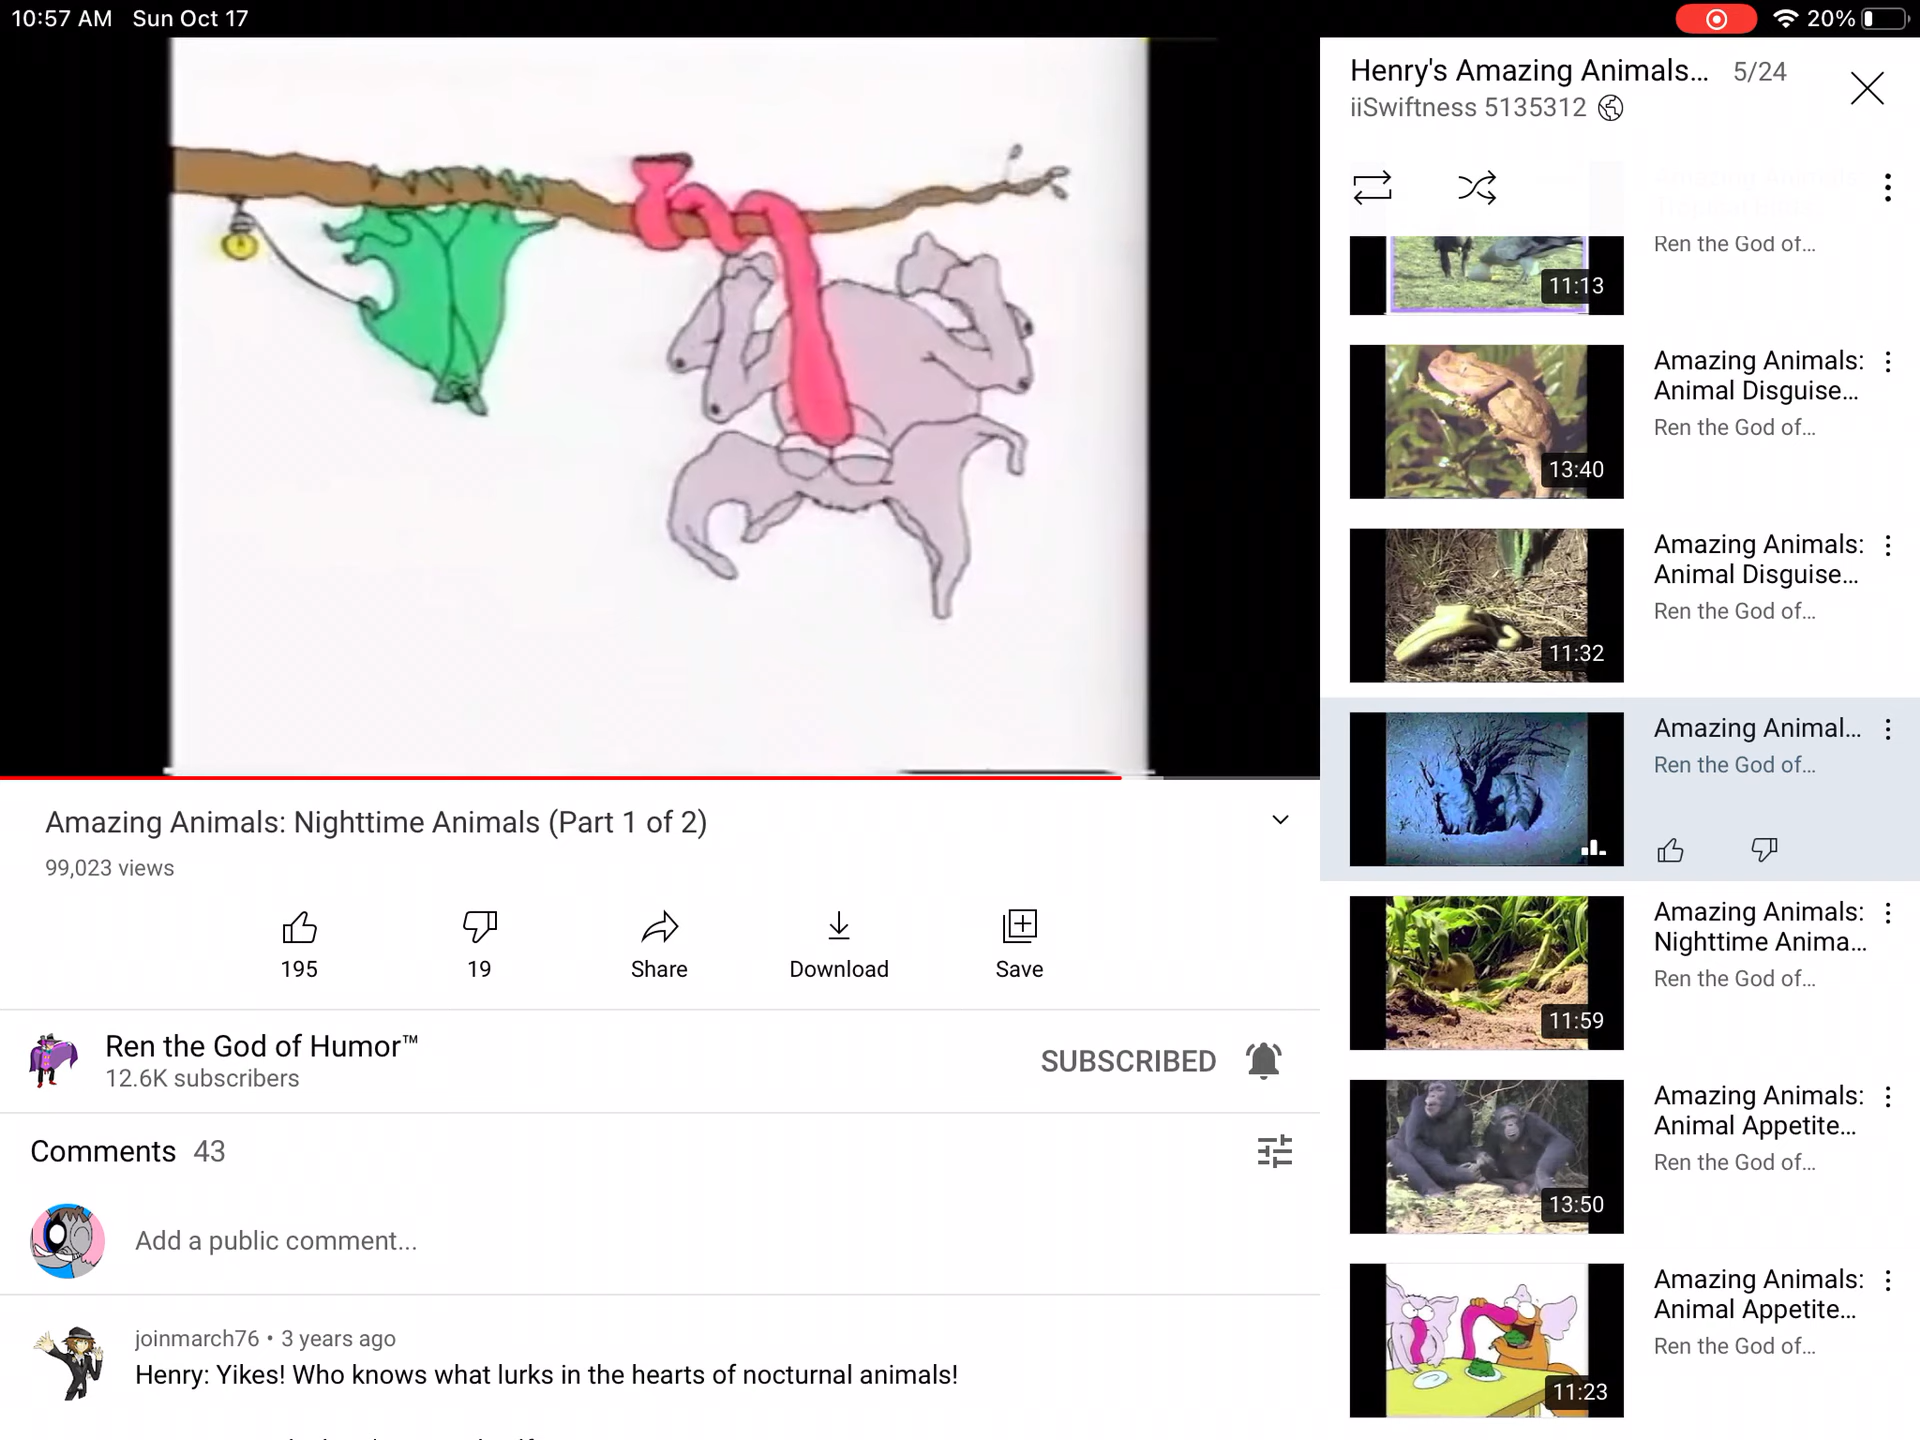 10:57 AM Sun Oct 17
20%
Henry's Amazing Animals... 5/24
iiSwiftness 5135312
Ren the God of...
11:13
Amazing Animals:
Animal Disguise...
Ren the God of...
13:40
Amazing Animals:
Animal Disguise...
Ren the God of...
11:32
Amazing Animal...
Ren the God of...
Amazing Animals:
Nighttime Anima...
Ren the God of...
11:59
Amazing Animals:
Animal Appetite...
Ren the God of...
13:50
Amazing Animals:
Animal Appetite...
Ren the God of...
11:23
Amazing Animals: Nighttime Animals (Part 1 of 2)
99,023 views
195
19
Share
Download
Save
Ren the God of Humor™
12.6K subscribers
SUBSCRIBED
Comments 43
Add a public comment...
joinmarch76 • 3 years ago
Henry: Yikes! Who knows what lurks in the hearts of nocturnal animals!